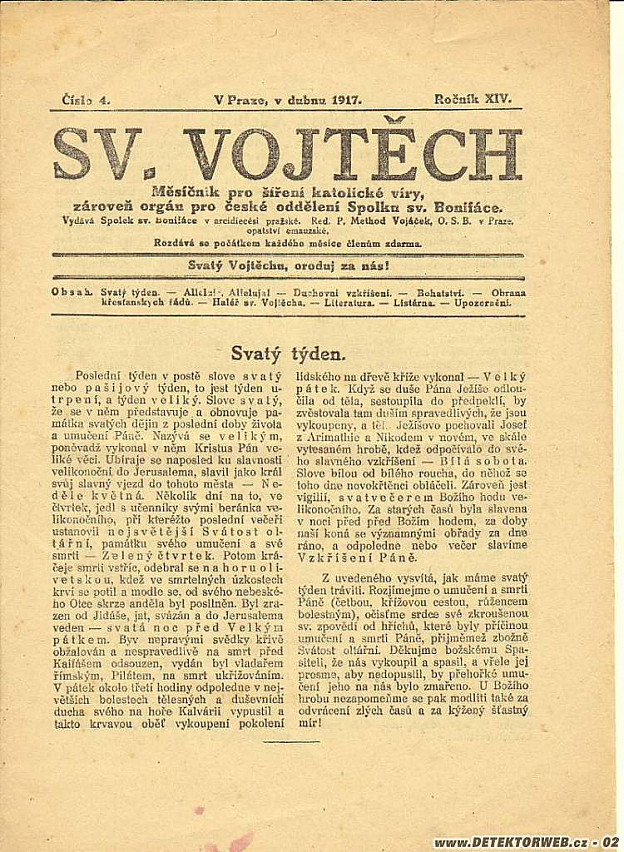 Číslo 4.
V Praze, v dubnu 1917.
Ročník XIV.
SV. VOJTĚCH
Měsíčník pro šíření katolické víry,
zároveň orgán pro české oddělení Spolku sv. Bonifáce.
Vydává Spolek sv. Bonifáce v arcidiecési pražské. Red. P. Method Vojáček, O. S. B. v Praze,
opatství emauzské.
Rozdává se počátkem každého měsíce členům zdarma.
Svatý Vojtěchu, oroduj za nás!
Obsah. Svatý týden. — Alleluja, Alleluja! — Duchovní vzkříšení. — Bohatství. — Obrana
křesťanských řádů. — Haléř sv. Vojtěcha. — Literatura. — Listárna. — Upozornění.
Svatý týden.
Poslední týden v postě slove svatý
nebo pašijový týden, to jest týden u-
trpení, a týden veliký. Slove svatý,
že se v něm představuje a obnovuje pa-
mátka svatých dějin z poslední doby života
a umučení Páně. Nazývá se velikým,
poněvadž vykonal v něm Kristus Pán ve-
liké věci. Ubíraje se naposled ku slavnosti
velikonoční do Jerusalema, slavil jako král
svůj slavný vjezd do tohoto města — Ne-
děle květná. Několik dní na to, ve
čtvrtek, jedl s učenníky svými beránka ve-
likonočního, při kteréžto poslední večeři
ustanovil nejsvětější Svátost ol-
tářní, památku svého umučení a své
smrti — Zelený čtvrtek. Potom krá-
čeje smrti vstříc, odebral se na horu oli-
vetskou, kdež ve smrtelných úzkostech
krví se potil a modle se, od svého nebeské-
ho Otce skrze anděla byl posilněn. Byl zra-
zen od Jidáše, jat, svázán a do Jerusalema
veden — svatá noc před Velkým
pátkem. Byv nepravými svědky křivě
obžalován a nespravedlivě na smrt před
Kaifášem odsouzen, vydán byl vladařem
římským, Pilátem, na smrt ukřižováním.
V pátek okolo třetí hodiny odpoledne v nej-
větších bolestech tělesných a duševních
ducha svého na hoře Kalvarii vypustil a
takto krvavou oběť vykoupení pokolení
lidského na dřevě kříže vykonal — Velký
pátek. Když se duše Pána Ježíše odlou-
čila od těla, sestoupila do předpeklí, by
zvěstovala tam duším spravedlivých, že jsou
vykoupeny, a tělo Ježíšovo pochovali Josef
z Arimathie a Nikodem v novém, ve skále
vytesaném hrobě, kdež odpočívalo do své-
ho slavného vzkříšení — Bílá sobota.
Slove bílou od bílého roucha, do něhož se
toho dne novokřtěnci obláčeli. Zároveň jest
vigilií, svatvečerem Božího hodu ve-
likonočního. Za starých časů byla slavena
v noci před před Božím hodem, za doby
naší koná se významnými obřady za dne
ráno, a odpoledne nebo večer slavíme
Vzkříšení Páně.
Z uvedeného vysvítá, jak máme svatý
týden tráviti. Rozjímejme o umučení a smrti
Páně (četbou, křížovou cestou, růžencem
bolestným), očisťme srdce své zkroušenou
sv. zpovědí od hříchů, které byly příčinou
umučení a smrti Páně, přijměmež zbožně
Svátost oltářní. Děkujme božskému Spa-
siteli, že nás vykoupil a spasil, a vřele jej
prosme, aby nedopustil, by přehořké umu-
čení jeho na nás bylo zmařeno. U Božího
hrobu nezapomeňme se pak modliti také za
odvrácení zlých časů a za kýžený šťastný
mír!
www.DETEKTORWEB.cz - 02